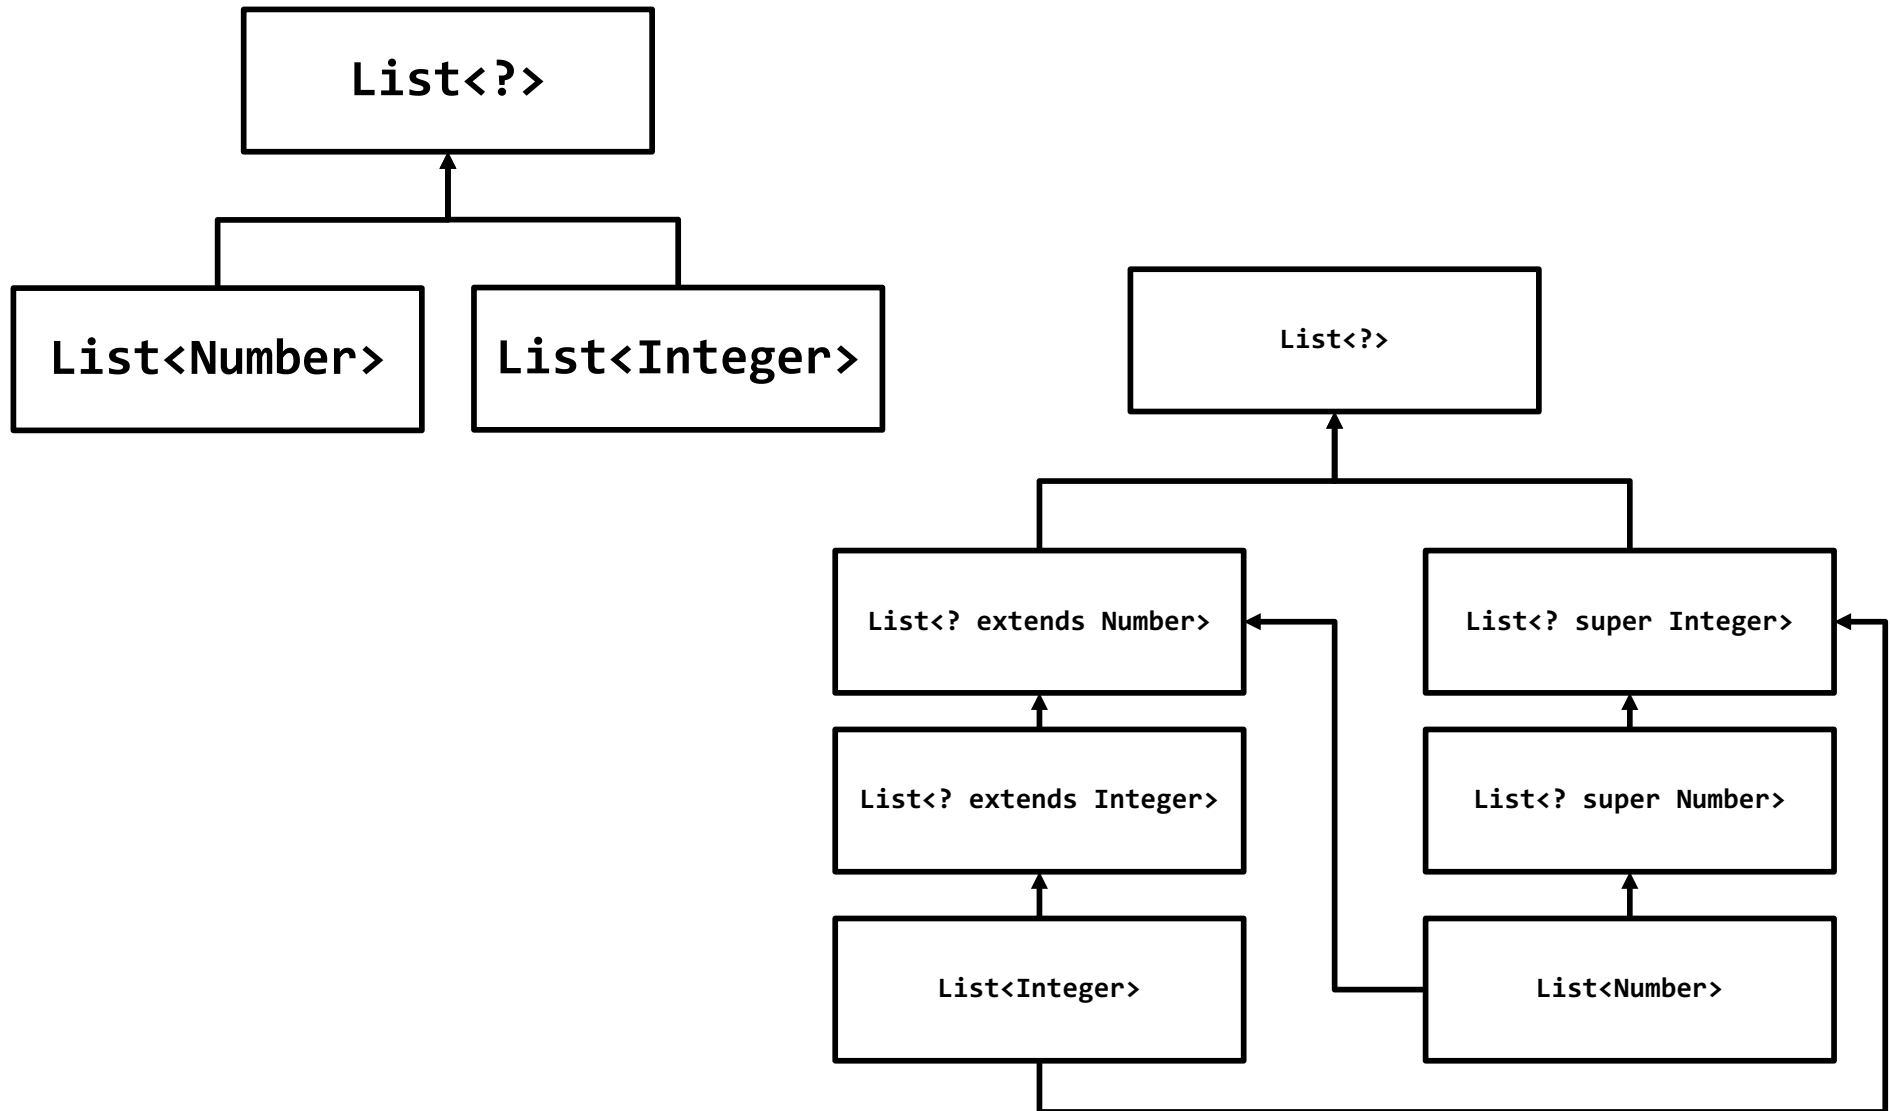 List<?>
List<Number>
List<Integer>
List<?>
List<? extends Number>
List<? super Integer>
List<? extends Integer>
List<? super Number>
List<Integer>
List<Number>